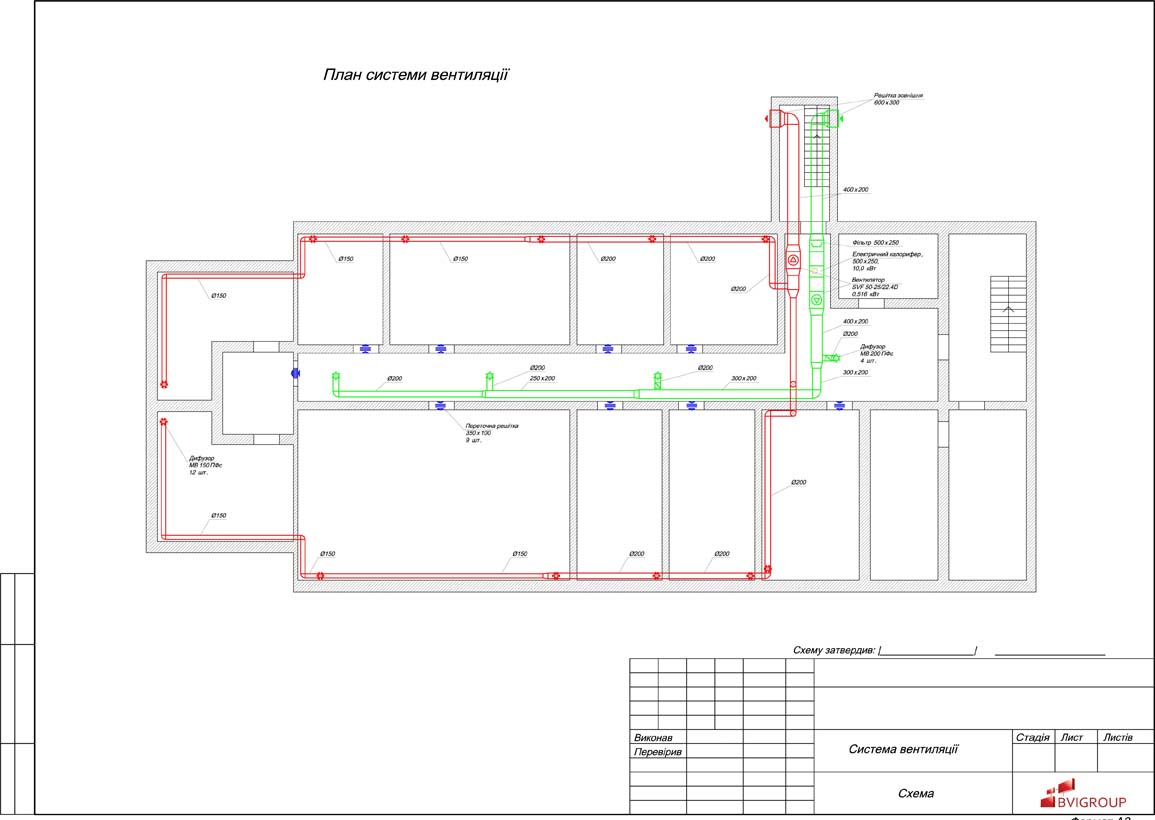 План системи вентиляції
Решітка зовнішня
600 х 300
400 х 200
Фільтр 500 х 250
Електричний калорифер,
500 х 250,
10,0 кВт
Вентилятор
SVF 50-25/22.4D
0.516 кВт
Ø150
Ø150
Ø200
Ø200
Ø200
Ø150
400 х 200
Ø200
Дифузор
МВ 200 ПФс
4 шт.
300 х 200
Ø200
Ø200
250 х 200
Ø200
300 х 200
Переточна решітка
350 х 100
9 шт.
Дифузор
МВ 150 ПФс
12 шт.
Ø200
Ø150
Ø150
Ø150
Ø200
Ø200
Схему затвердив: |________________/ ____________________
Виконав
Перевірив
Система вентиляції
Стадія Лист Листів
Схема
BVIGROUP